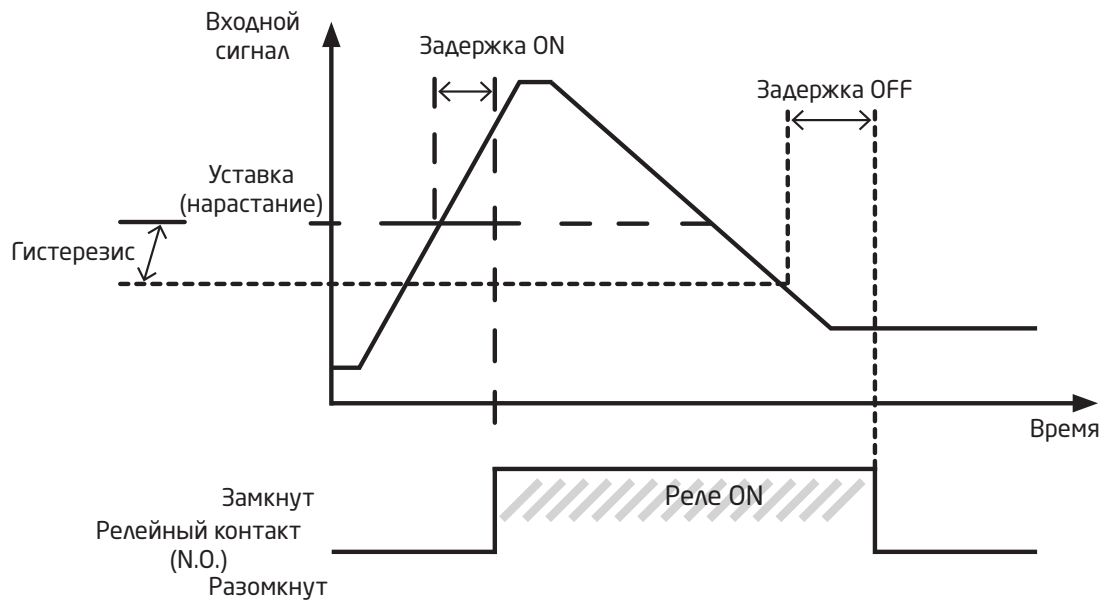 Входной
сигнал
Задержка ON
Задержка OFF
Уставка
(нарастание)
Гистерезис
Время
Замкнут
Реле ON
Релейный контакт
(N.O.)
Разомкнут